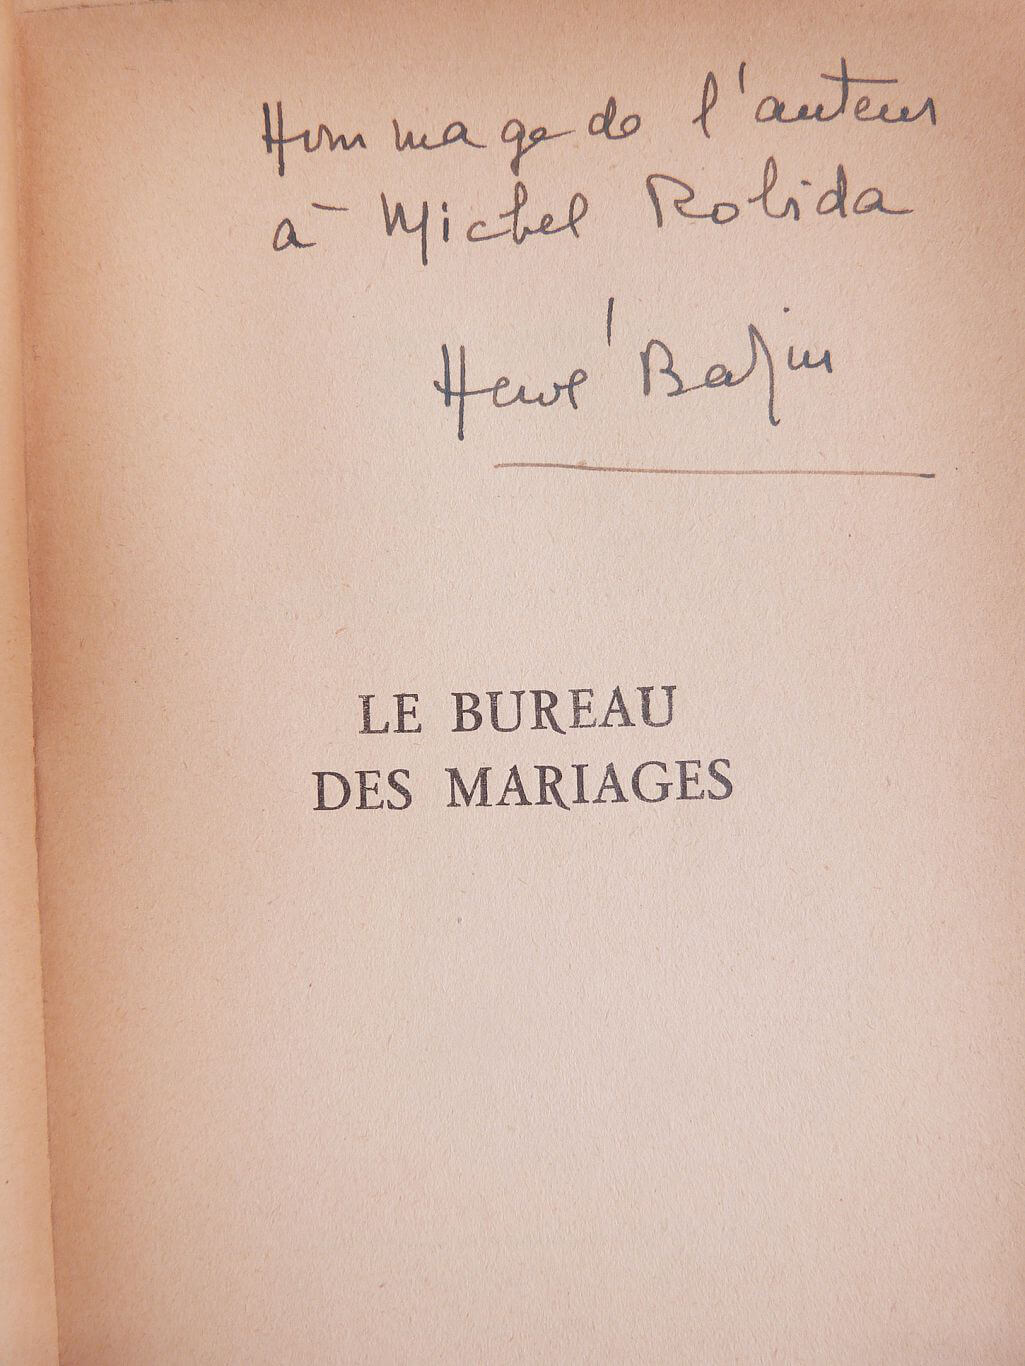 Hommage de l'auteur
à Michel Robida
Hervé Bazin
LE BUREAU
DES MARIAGES